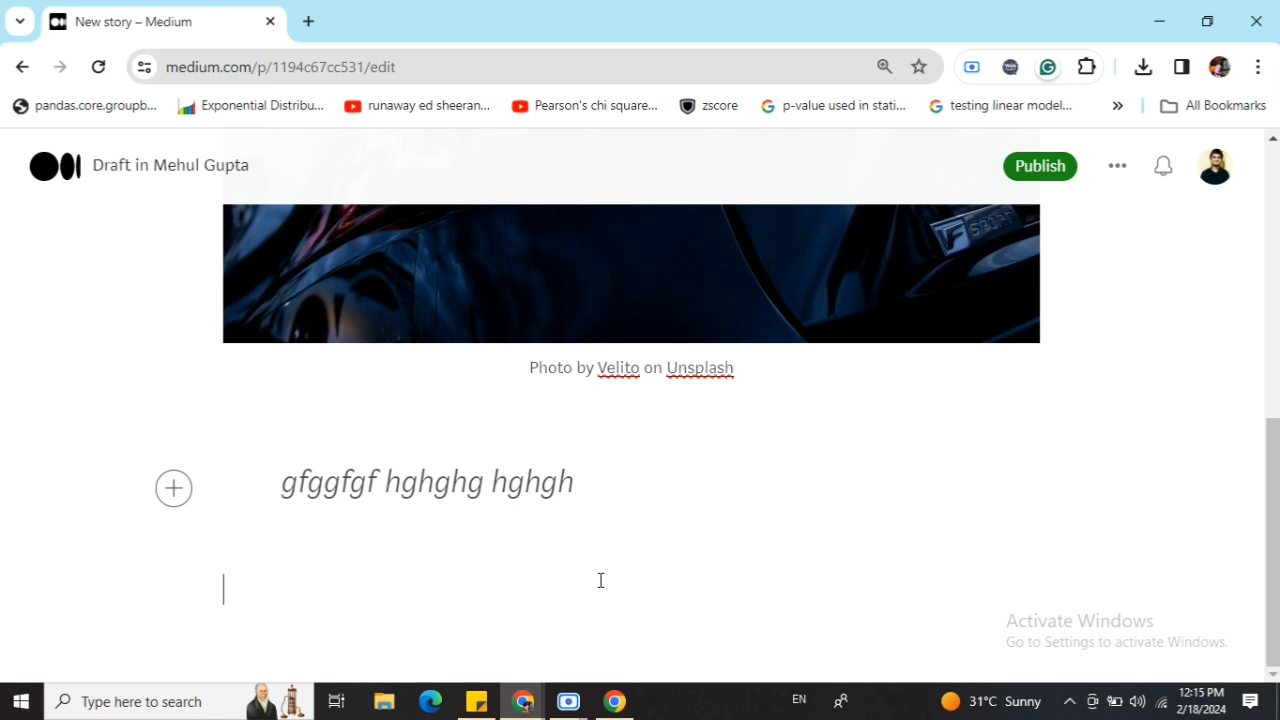 New story – Medium
medium.com/p/1194c67cc531/edit
pandas.core.groupb...
Exponential Distribu...
runaway ed sheeran...
Pearson's chi square...
zscore
p-value used in stati...
testing linear model...
»
All Bookmarks
Draft in Mehul Gupta
Publish
F SPORT
Photo by Velito on Unsplash
gfggfgf hghghg hghgh
Activate Windows
Go to Settings to activate Windows.
Type here to search
EN
31°C Sunny
12:15 PM
2/18/2024